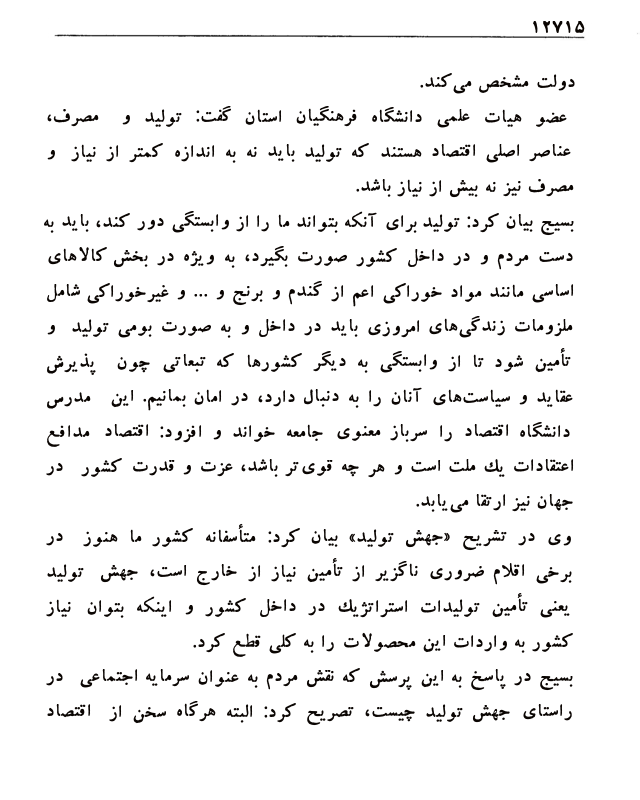 ۱۲۷۱۵
دولت مشخص می‌کند.
عضو هیات علمی دانشگاه فرهنگیان استان گفت: تولید و مصرف،
عناصر اصلی اقتصاد هستند که تولید باید نه به اندازه کمتر از نیاز و
مصرف نیز نه بیش از نیاز باشد.
بسیج بیان کرد: تولید برای آنکه بتواند ما را از وابستگی دور کند، باید به
دست مردم و در داخل کشور صورت بگیرد، به ویژه در بخش کالاهای
اساسی مانند مواد خوراکی اعم از گندم و برنج و ... و غیرخوراکی شامل
ملزومات زندگی‌های امروزی باید در داخل و به صورت بومی تولید و
تأمین شود تا از وابستگی به دیگر کشورها که تبعاتی چون پذیرش
عقاید و سیاست‌های آنان را به دنبال دارد، در امان بمانیم. این مدرس
دانشگاه اقتصاد را سرباز معنوی جامعه خواند و افزود: اقتصاد مدافع
اعتقادات یك ملت است و هر چه قوی‌تر باشد، عزت و قدرت کشور در
جهان نیز ارتقا می‌یابد.
وی در تشریح «جهش تولید» بیان کرد: متأسفانه کشور ما هنوز در
برخی اقلام ضروری ناگزیر از تأمین نیاز از خارج است، جهش تولید
یعنی تأمین تولیدات استراتژیك در داخل کشور و اینکه بتوان نیاز
کشور به واردات این محصولات را به کلی قطع کرد.
بسیج در پاسخ به این پرسش که نقش مردم به عنوان سرمایه اجتماعی در
راستای جهش تولید چیست، تصریح کرد: البته هرگاه سخن از اقتصاد